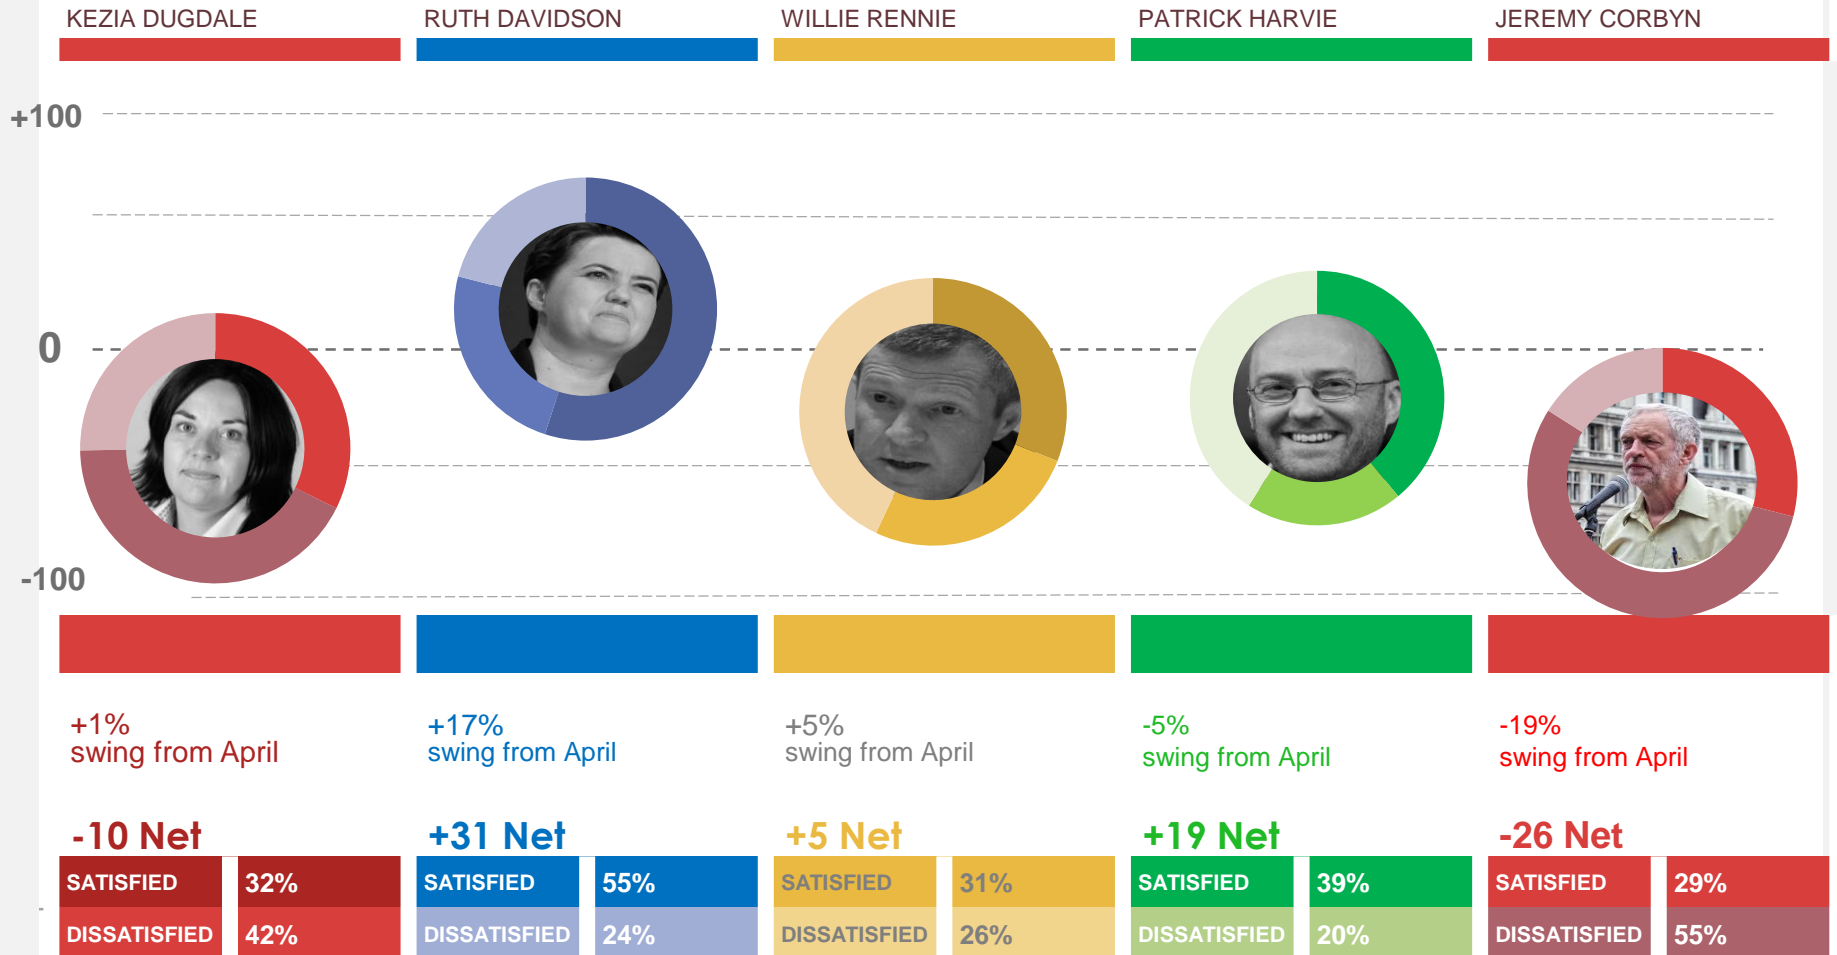 KEZIA DUGDALE
RUTH DAVIDSON
WILLIE RENNIE
PATRICK HARVIE
JEREMY CORBYN
+100
0
-100
+1%
swing from April
+17%
swing from April
+5%
swing from April
-5%
swing from April
-19%
swing from April
-10 Net
+31 Net
+5 Net
+19 Net
-26 Net
SATISFIED 32%
SATISFIED 55%
SATISFIED 31%
SATISFIED 39%
SATISFIED 29%
DISSATISFIED 42%
DISSATISFIED 24%
DISSATISFIED 26%
DISSATISFIED 20%
DISSATISFIED 55%